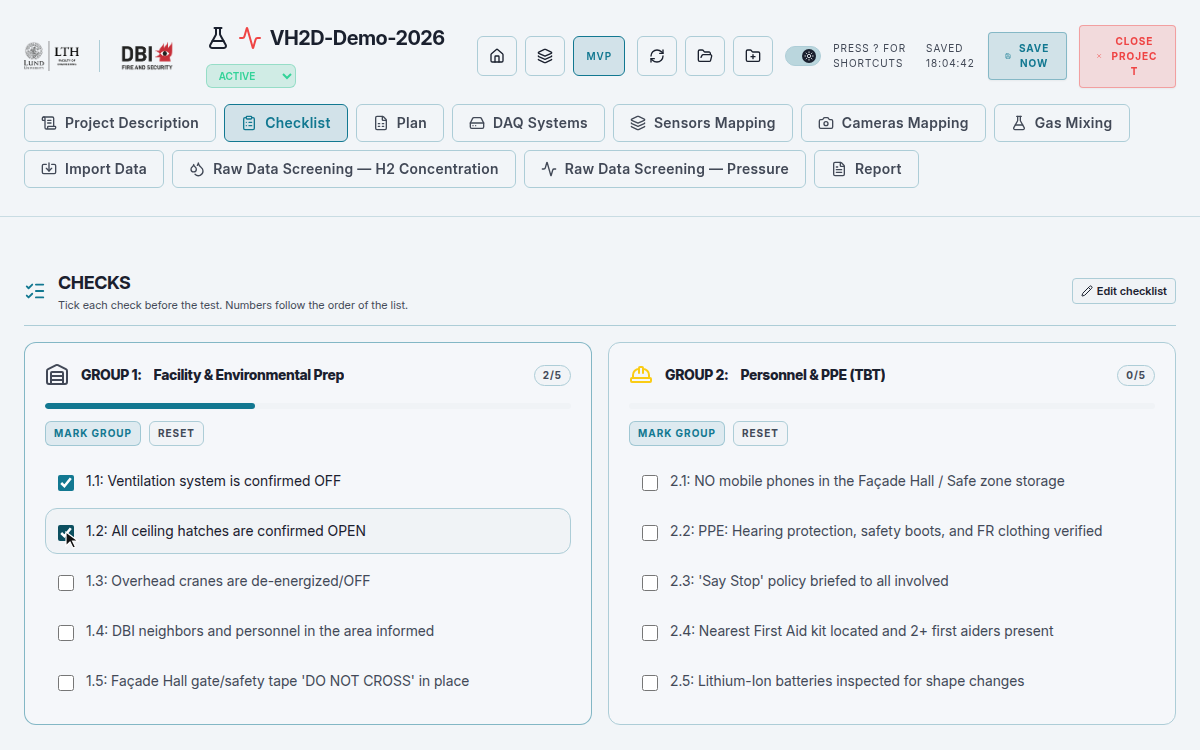 LUND
UNIVERSITY
LTH
FACULTY OF
ENGINEERING
DBI
FIRE AND SECURITY
VH2D-Demo-2026
ACTIVE
MVP
PRESS ? FOR
SHORTCUTS
SAVED
18:04:42
SAVE
NOW
CLOSE
PROJEC
T
Project Description
Checklist
Plan
DAQ Systems
Sensors Mapping
Cameras Mapping
Gas Mixing
Import Data
Raw Data Screening — H2 Concentration
Raw Data Screening — Pressure
Report
CHECKS
Tick each check before the test. Numbers follow the order of the list.
Edit checklist
GROUP 1: Facility & Environmental Prep
2/5
MARK GROUP
RESET
1.1: Ventilation system is confirmed OFF
1.2: All ceiling hatches are confirmed OPEN
1.3: Overhead cranes are de-energized/OFF
1.4: DBI neighbors and personnel in the area informed
1.5: Façade Hall gate/safety tape 'DO NOT CROSS' in place
GROUP 2: Personnel & PPE (TBT)
0/5
MARK GROUP
RESET
2.1: NO mobile phones in the Façade Hall / Safe zone storage
2.2: PPE: Hearing protection, safety boots, and FR clothing verified
2.3: 'Say Stop' policy briefed to all involved
2.4: Nearest First Aid kit located and 2+ first aiders present
2.5: Lithium-Ion batteries inspected for shape changes